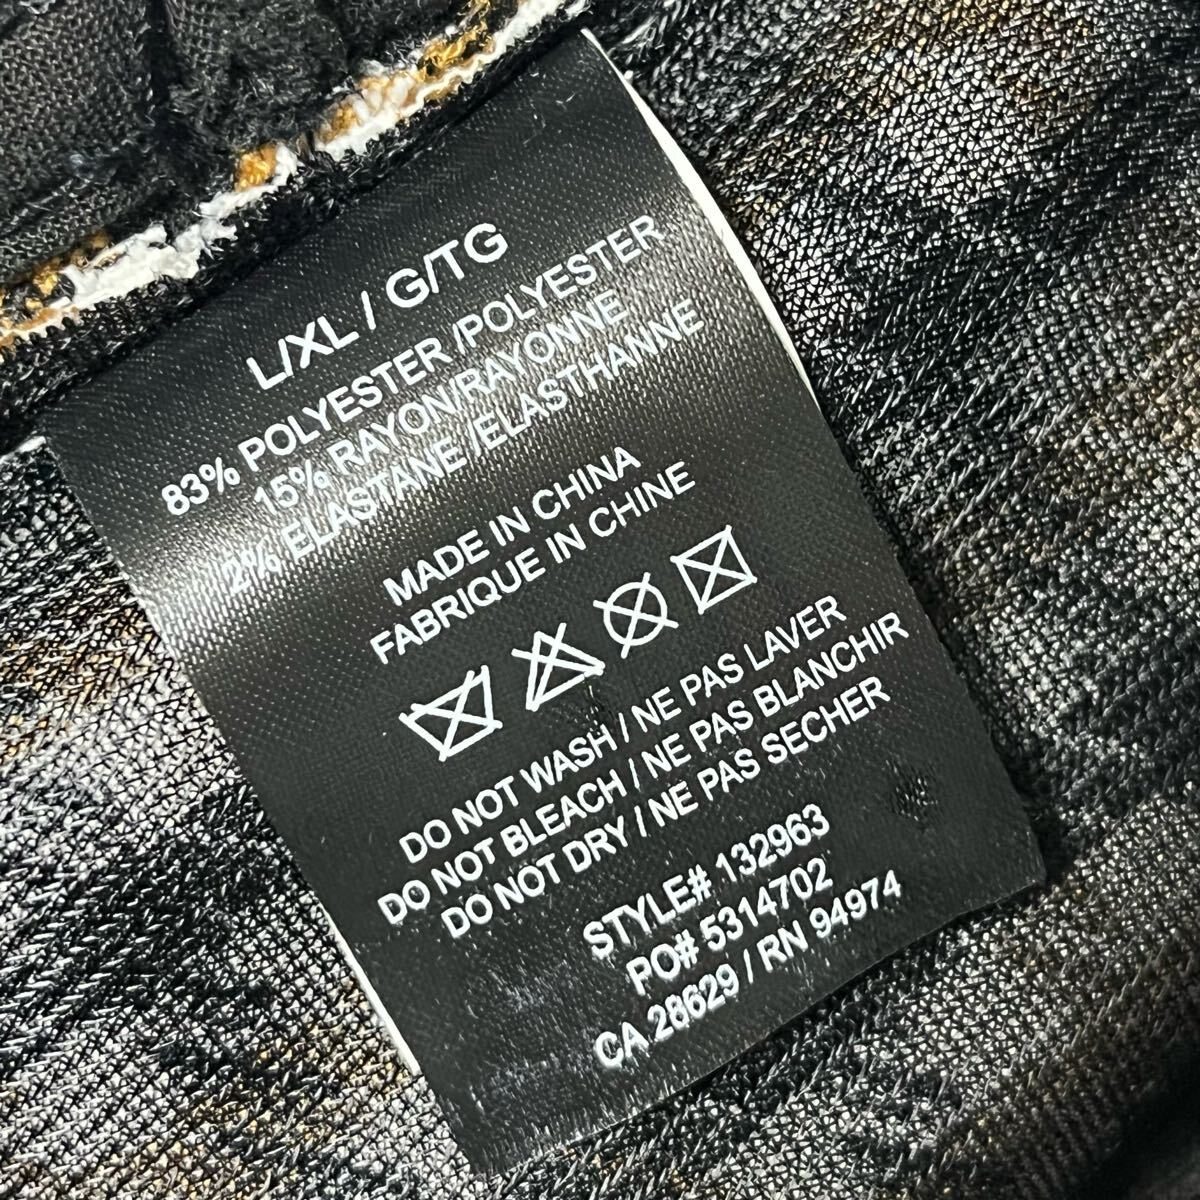 L/XL / G/TG
83% POLYESTER /POLYESTER
15% RAYON/RAYONNE
2% ELASTANE /ELASTHANNE
MADE IN CHINA
FABRIQUE IN CHINE
DO NOT WASH / NE PAS LAVER
DO NOT BLEACH / NE PAS BLANCHIR
DO NOT DRY / NE PAS SECHER
STYLE# 132963
PO# 5314702
CA 28629 / RN 94974